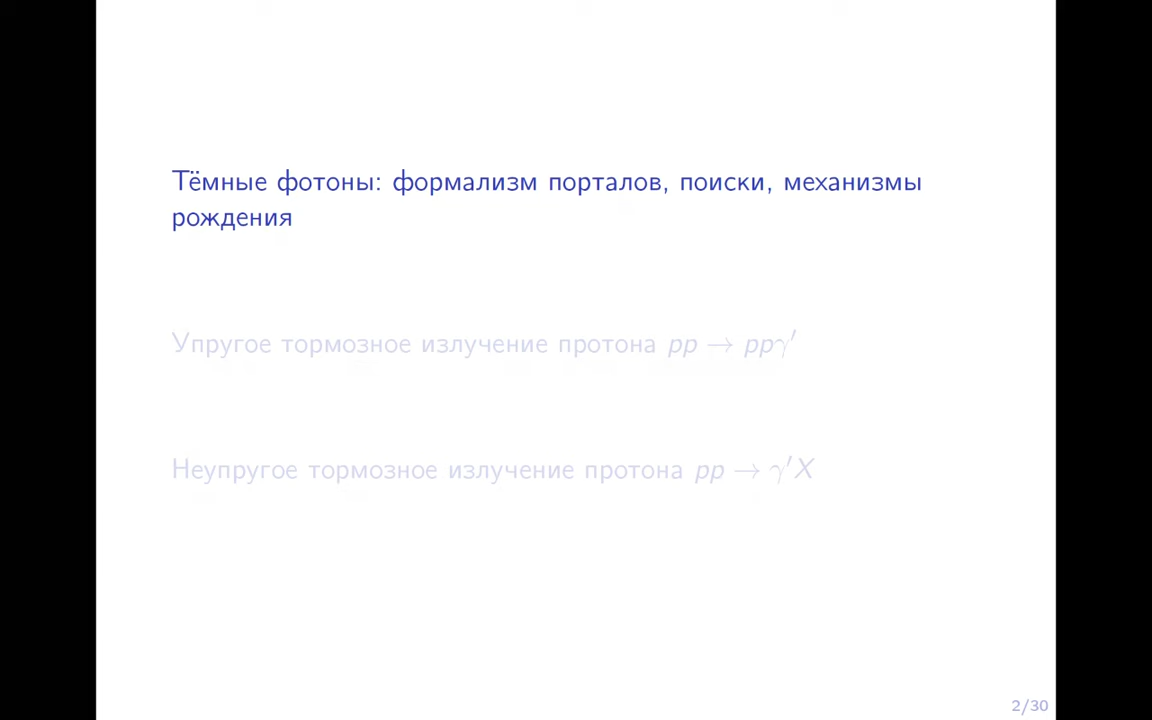 Тёмные фотоны: формализм порталов, поиски, механизмы
рождения
Упругое тормозное излучение протона pp → ppγ′
Неупругое тормозное излучение протона pp → γ′X
2/30